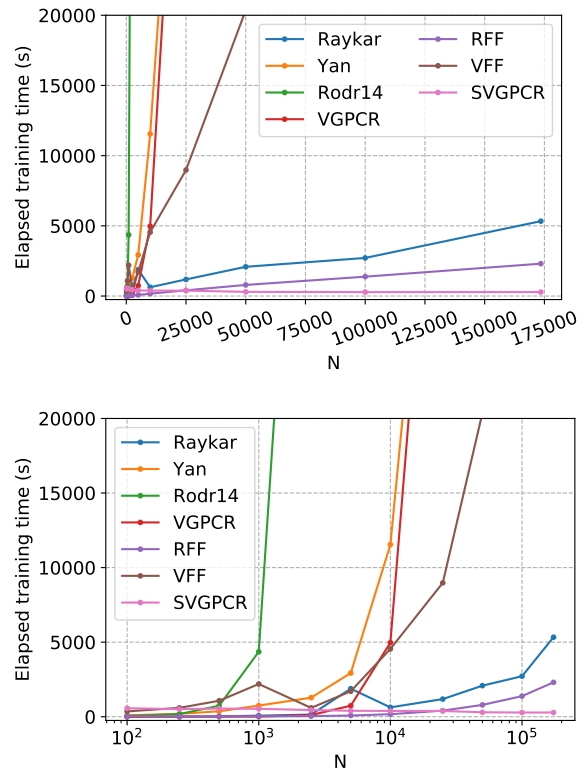 20000
15000
10000
5000
0
Elapsed training time (s)
Raykar
Yan
Rodr14
VGPCR
RFF
VFF
SVGPCR
0 25000 50000 75000 100000 125000 150000 175000
N
20000
15000
10000
5000
0
Elapsed training time (s)
Raykar
Yan
Rodr14
VGPCR
RFF
VFF
SVGPCR
10² 10³ 10⁴ 10⁵
N